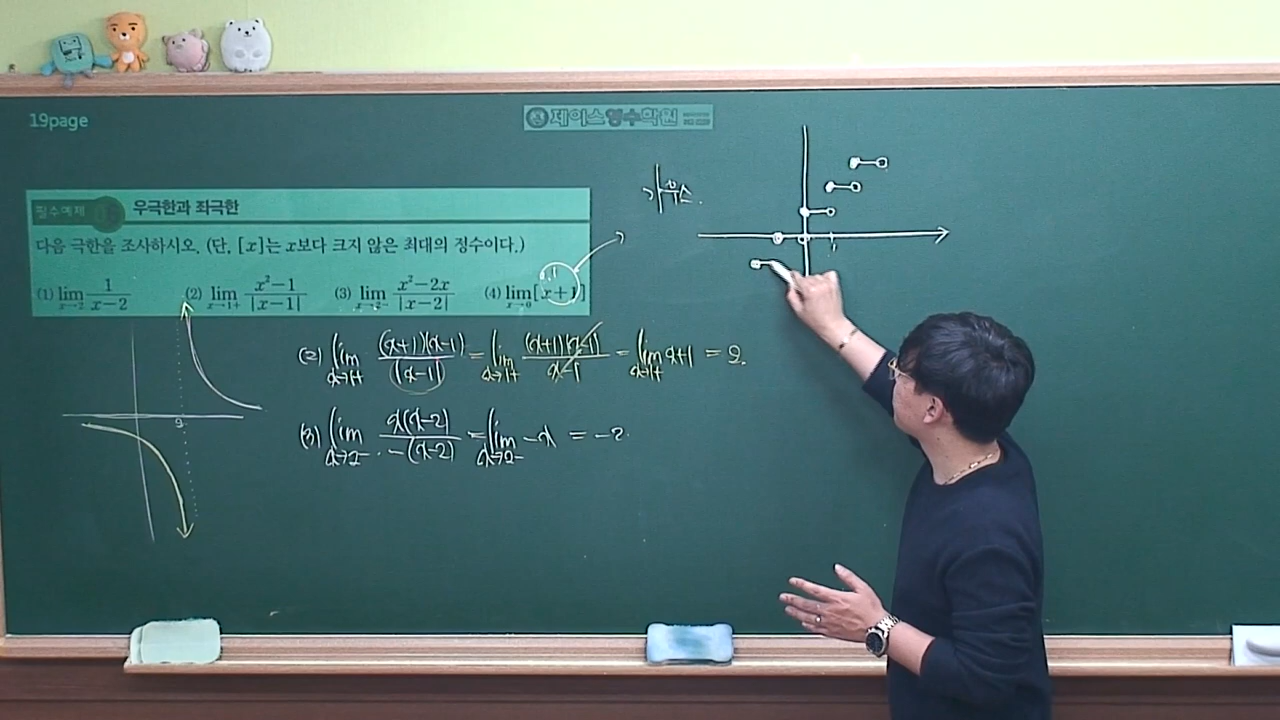 19page
제이스영수학원
필수예제
우극한과 좌극한
다음 극한을 조사하시오. (단, [x]는 x보다 크지 않은 최대의 정수이다.)
(1) lim x→2 1/(x-2) (2) lim x→1+ (x²-1)/|x-1| (3) lim x→2- (x²-2x)/|x-2| (4) lim x→0 [x+1]
가우스.
(2) lim x→1+ (x+1)(x-1)/|x-1| = lim x→1+ (x+1)(x-1)/x-1 = lim x→1+ x+1 = 2.
(3) lim x→2- x(x-2)/-(x-2) = lim x→2- -x = -2.